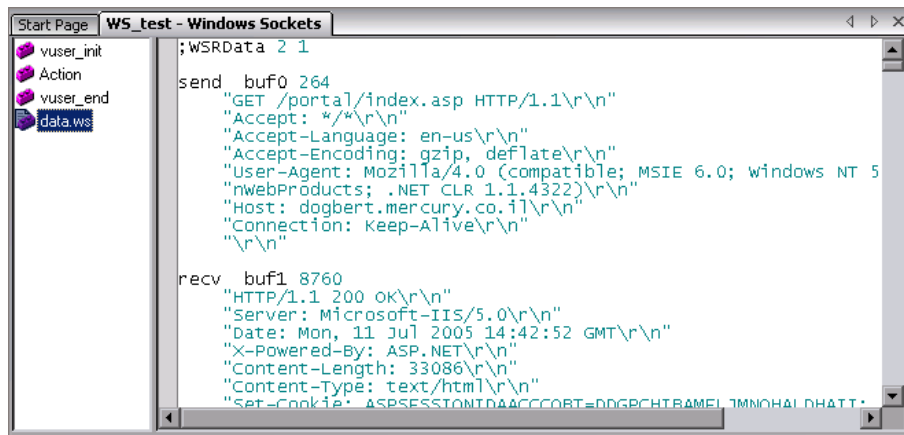 Start Page
WS_test - Windows Sockets
vuser_init
Action
vuser_end
data.ws
;WSRData 2 1
send  buf0 264
"GET /portal/index.asp HTTP/1.1\r\n"
"Accept: */*\r\n"
"Accept-Language: en-us\r\n"
"Accept-Encoding: gzip, deflate\r\n"
"User-Agent: Mozilla/4.0 (compatible; MSIE 6.0; Windows NT 5
"nWebProducts; .NET CLR 1.1.4322)\r\n"
"Host: dogbert.mercury.co.il\r\n"
"Connection: Keep-Alive\r\n"
"\r\n"
recv  buf1 8760
"HTTP/1.1 200 OK\r\n"
"Server: Microsoft-IIS/5.0\r\n"
"Date: Mon, 11 Jul 2005 14:42:52 GMT\r\n"
"X-Powered-By: ASP.NET\r\n"
"Content-Length: 33086\r\n"
"Content-Type: text/html\r\n"
"Set-Cookie: